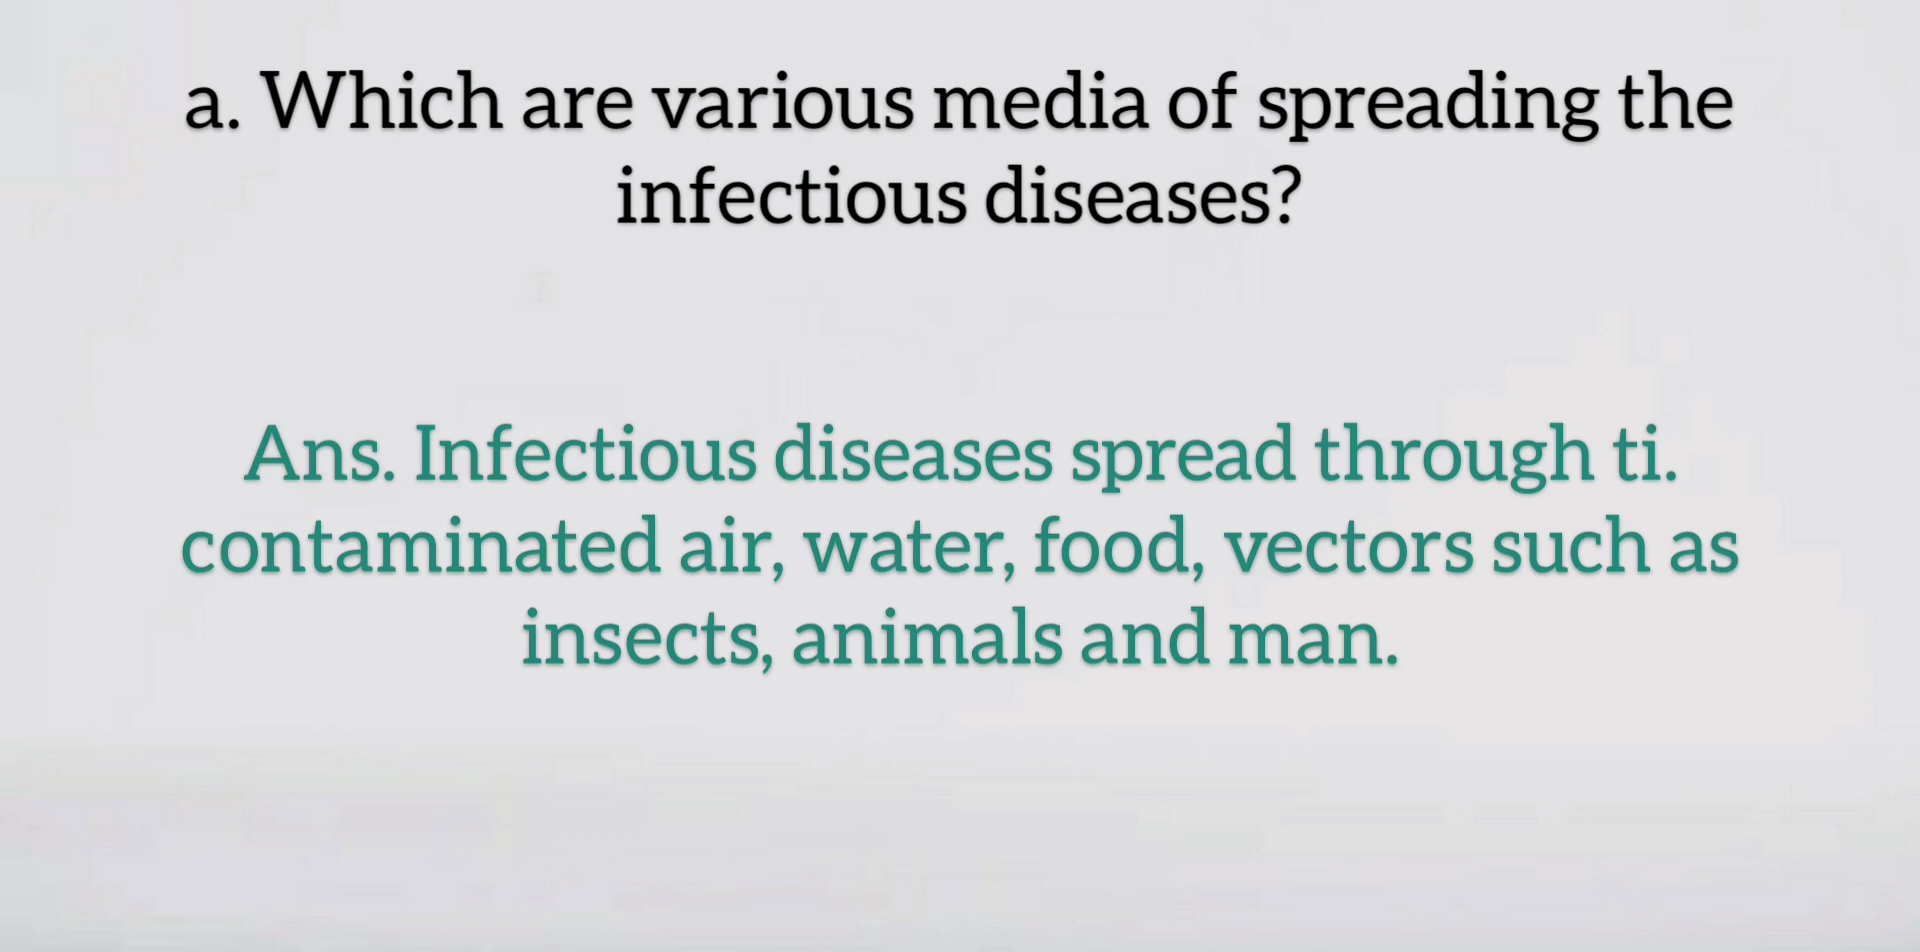 a. Which are various media of spreading the
infectious diseases?
Ans. Infectious diseases spread through ti.
contaminated air, water, food, vectors such as
insects, animals and man.